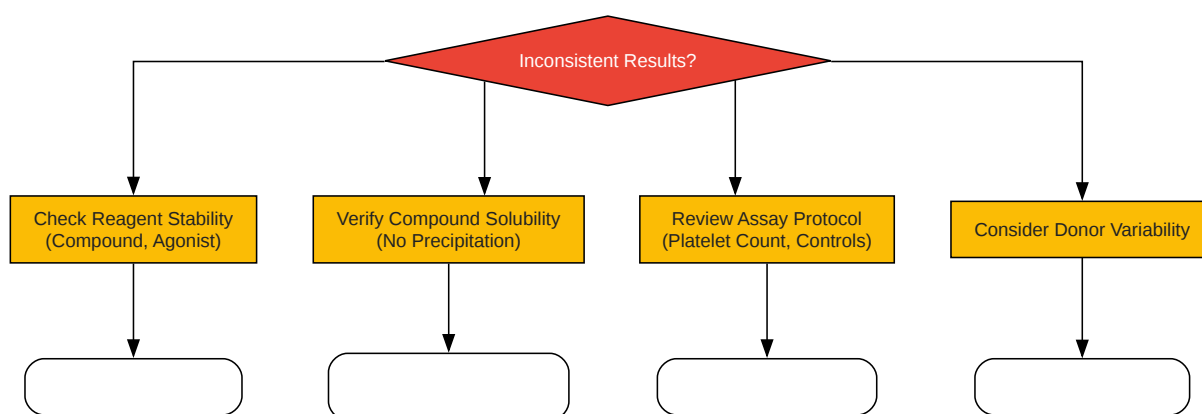 Inconsistent Results?
Check Reagent Stability
(Compound, Agonist)
Verify Compound Solubility
(No Precipitation)
Review Assay Protocol
(Platelet Count, Controls)
Consider Donor Variability